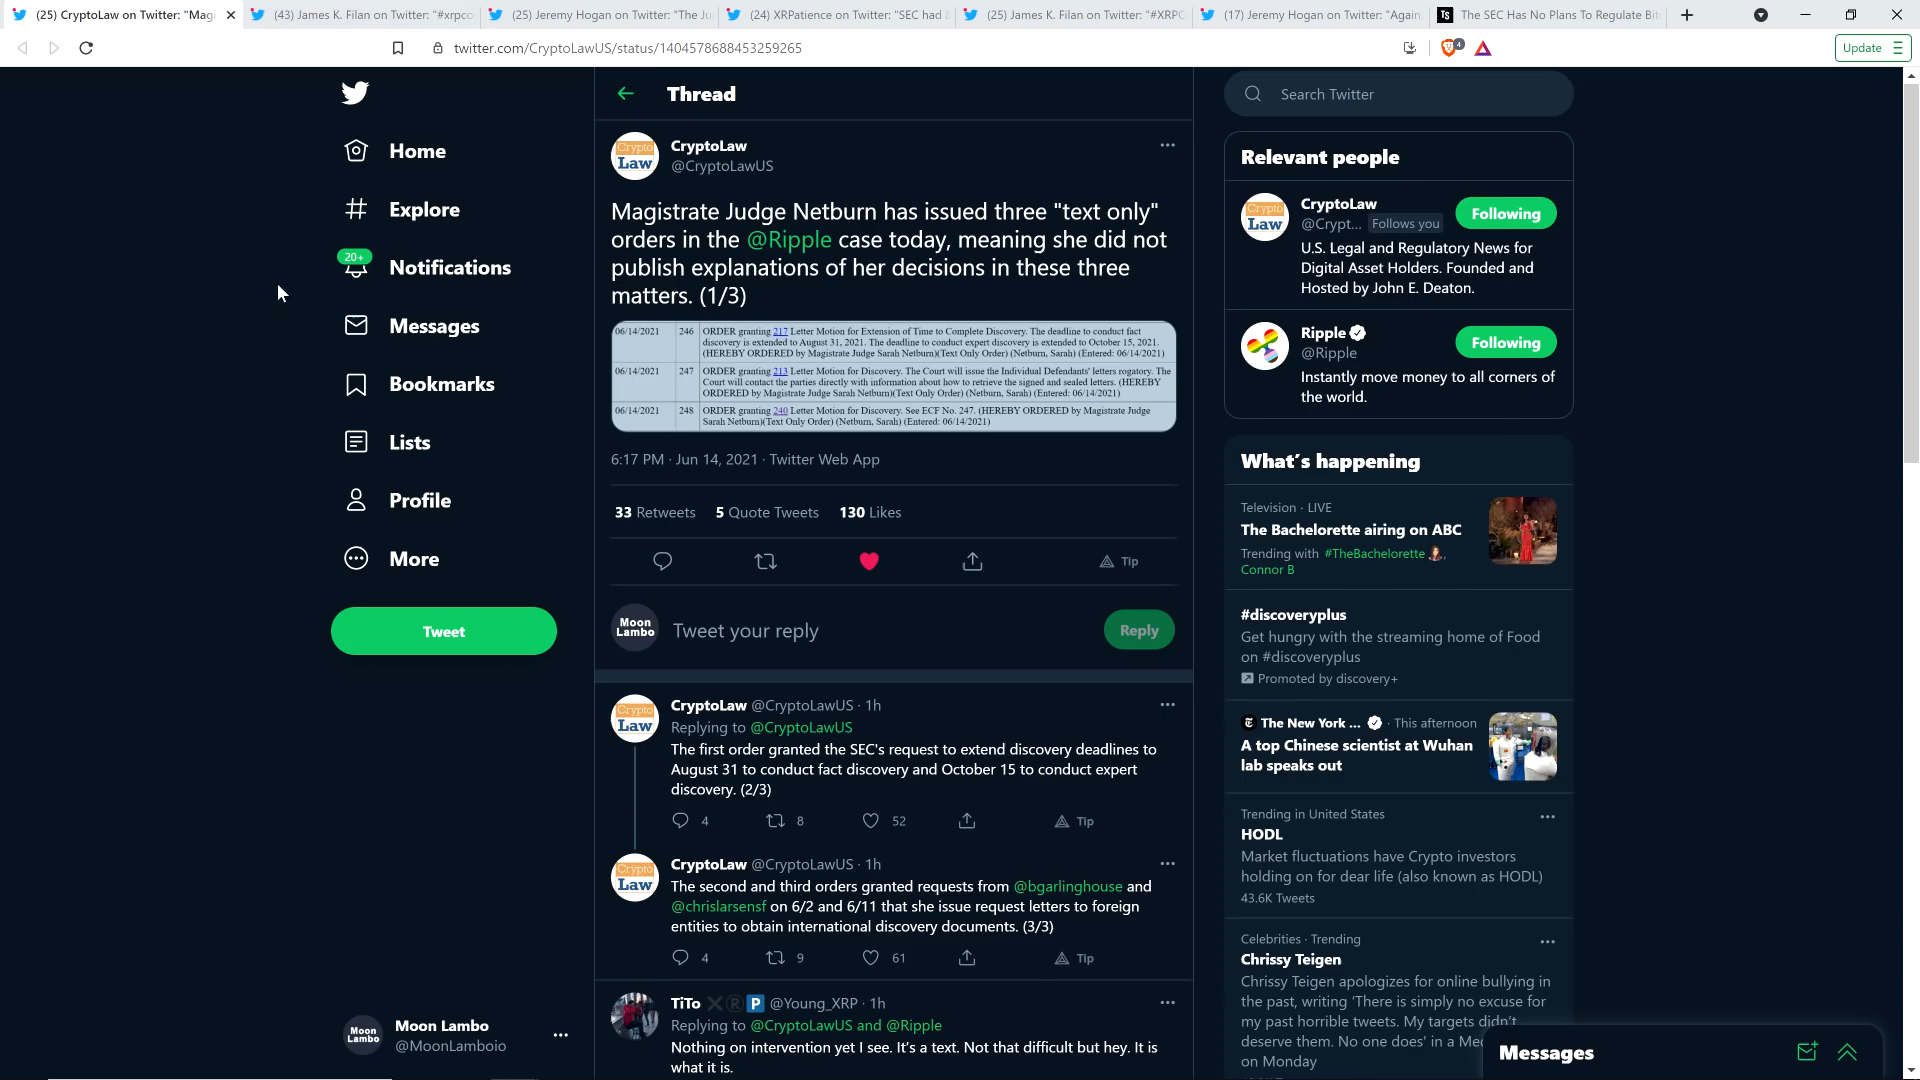 (25) CryptoLaw on Twitter: "Mag
(43) James K. Filan on Twitter: "#xrpco
(25) Jeremy Hogan on Twitter: "The Ju
(24) XRPatience on Twitter: "SEC had 8
(25) James K. Filan on Twitter: "#XRPC
(17) Jeremy Hogan on Twitter: "Again,
The SEC Has No Plans To Regulate Bit
twitter.com/CryptoLawUS/status/1404578688453259265
4
Update
Home
Explore
20+
Notifications
Messages
Bookmarks
Lists
Profile
More
Tweet
Moon Lambo
Moon Lambo
@MoonLamboio
Thread
Crypto Law
CryptoLaw
@CryptoLawUS
Magistrate Judge Netburn has issued three "text only"
orders in the @Ripple case today, meaning she did not
publish explanations of her decisions in these three
matters. (1/3)
06/14/2021 246 ORDER granting 217 Letter Motion for Extension of Time to Complete Discovery. The deadline to conduct fact
discovery is extended to August 31, 2021. The deadline to conduct expert discovery is extended to October 15, 2021.
(HEREBY ORDERED by Magistrate Judge Sarah Netburn)(Text Only Order) (Netburn, Sarah) (Entered: 06/14/2021)
06/14/2021 247 ORDER granting 213 Letter Motion for Discovery. The Court will issue the Individual Defendants' letters rogatory. The
Court will contact the parties directly with information about how to retrieve the signed and sealed letters. (HEREBY
ORDERED by Magistrate Judge Sarah Netburn)(Text Only Order) (Netburn, Sarah) (Entered: 06/14/2021)
06/14/2021 248 ORDER granting 240 Letter Motion for Discovery. See ECF No. 247. (HEREBY ORDERED by Magistrate Judge
Sarah Netburn)(Text Only Order) (Netburn, Sarah) (Entered: 06/14/2021)
6:17 PM · Jun 14, 2021 · Twitter Web App
33 Retweets 5 Quote Tweets 130 Likes
Tip
Moon Lambo
Tweet your reply
Reply
Crypto Law
CryptoLaw @CryptoLawUS · 1h
Replying to @CryptoLawUS
The first order granted the SEC's request to extend discovery deadlines to
August 31 to conduct fact discovery and October 15 to conduct expert
discovery. (2/3)
4 8 52 Tip
Crypto Law
CryptoLaw @CryptoLawUS · 1h
The second and third orders granted requests from @bgarlinghouse and
@chrislarsensf on 6/2 and 6/11 that she issue request letters to foreign
entities to obtain international discovery documents. (3/3)
4 9 61 Tip
TiTo @Young_XRP · 1h
Replying to @CryptoLawUS and @Ripple
Nothing on intervention yet I see. It's a text. Not that difficult but hey. It is
what it is.
Search Twitter
Relevant people
Crypto Law
CryptoLaw
@Crypt... Follows you
Following
U.S. Legal and Regulatory News for
Digital Asset Holders. Founded and
Hosted by John E. Deaton.
Ripple
@Ripple
Following
Instantly move money to all corners of
the world.
What's happening
Television · LIVE
The Bachelorette airing on ABC
Trending with #TheBachelorette,
Connor B
#discoveryplus
Get hungry with the streaming home of Food
on #discoveryplus
Promoted by discovery+
The New York ... · This afternoon
A top Chinese scientist at Wuhan
lab speaks out
Trending in United States
HODL
Market fluctuations have Crypto investors
holding on for dear life (also known as HODL)
43.6K Tweets
Celebrities · Trending
Chrissy Teigen
Chrissy Teigen apologizes for online bullying in
the past, writing 'There is simply no excuse for
my past horrible tweets. My targets didn't
deserve them. No one does' in a Me
on Monday
Messages